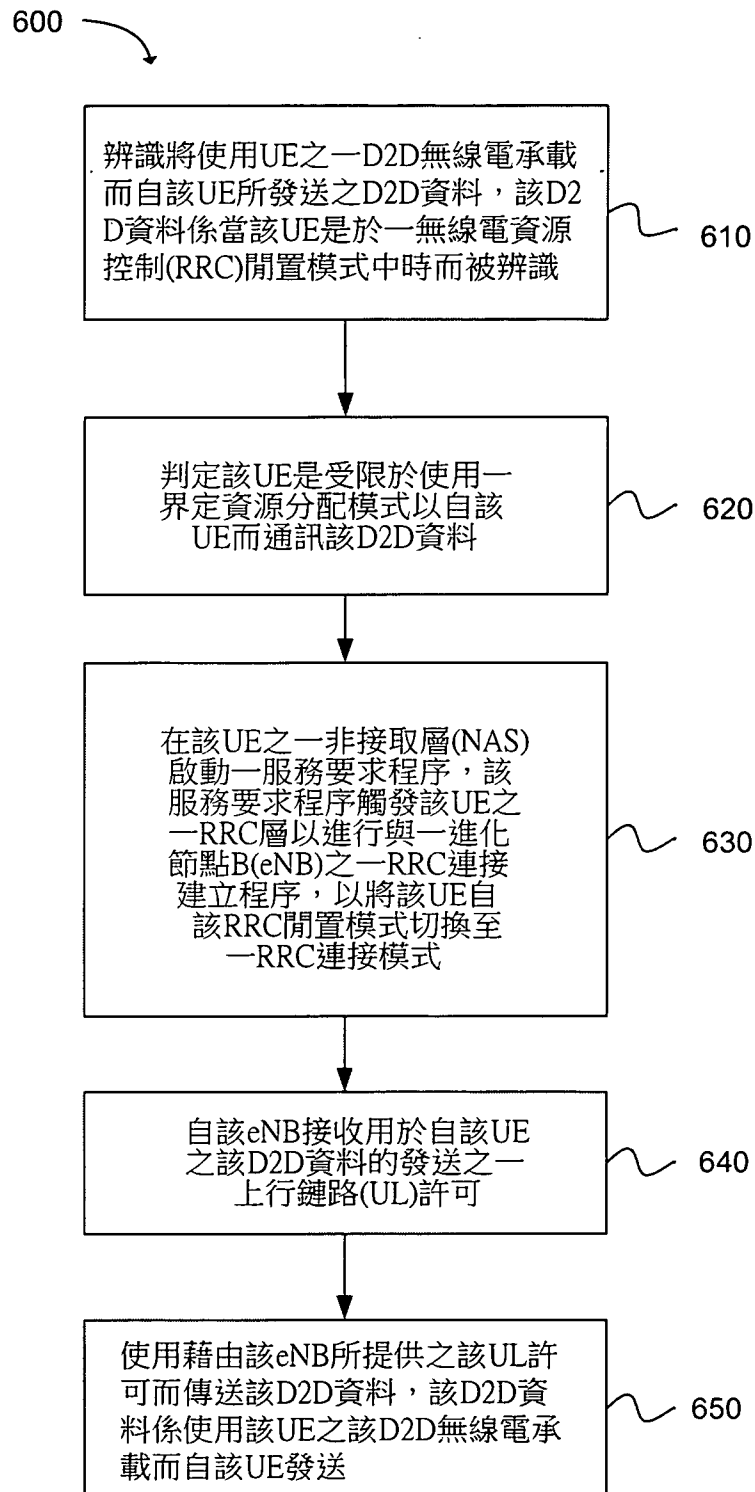 600
辨識將使用UE之一D2D無線電承載
而自該UE所發送之D2D資料，該D2
D資料係當該UE是於一無線電資源
控制(RRC)閒置模式中時而被辨識
610
判定該UE是受限於使用一
界定資源分配模式以自該
UE而通訊該D2D資料
620
在該UE之一非接取層(NAS)
啟動一服務要求程序，該
服務要求程序觸發該UE之
一RRC層以進行與一進化
節點B(eNB)之一RRC連接
建立程序，以將該UE自
該RRC閒置模式切換至
一RRC連接模式
630
自該eNB接收用於自該UE
之該D2D資料的發送之一
上行鏈路(UL)許可
640
使用藉由該eNB所提供之該UL許
可而傳送該D2D資料，該D2D資
料係使用該UE之該D2D無線電承
載而自該UE發送
650